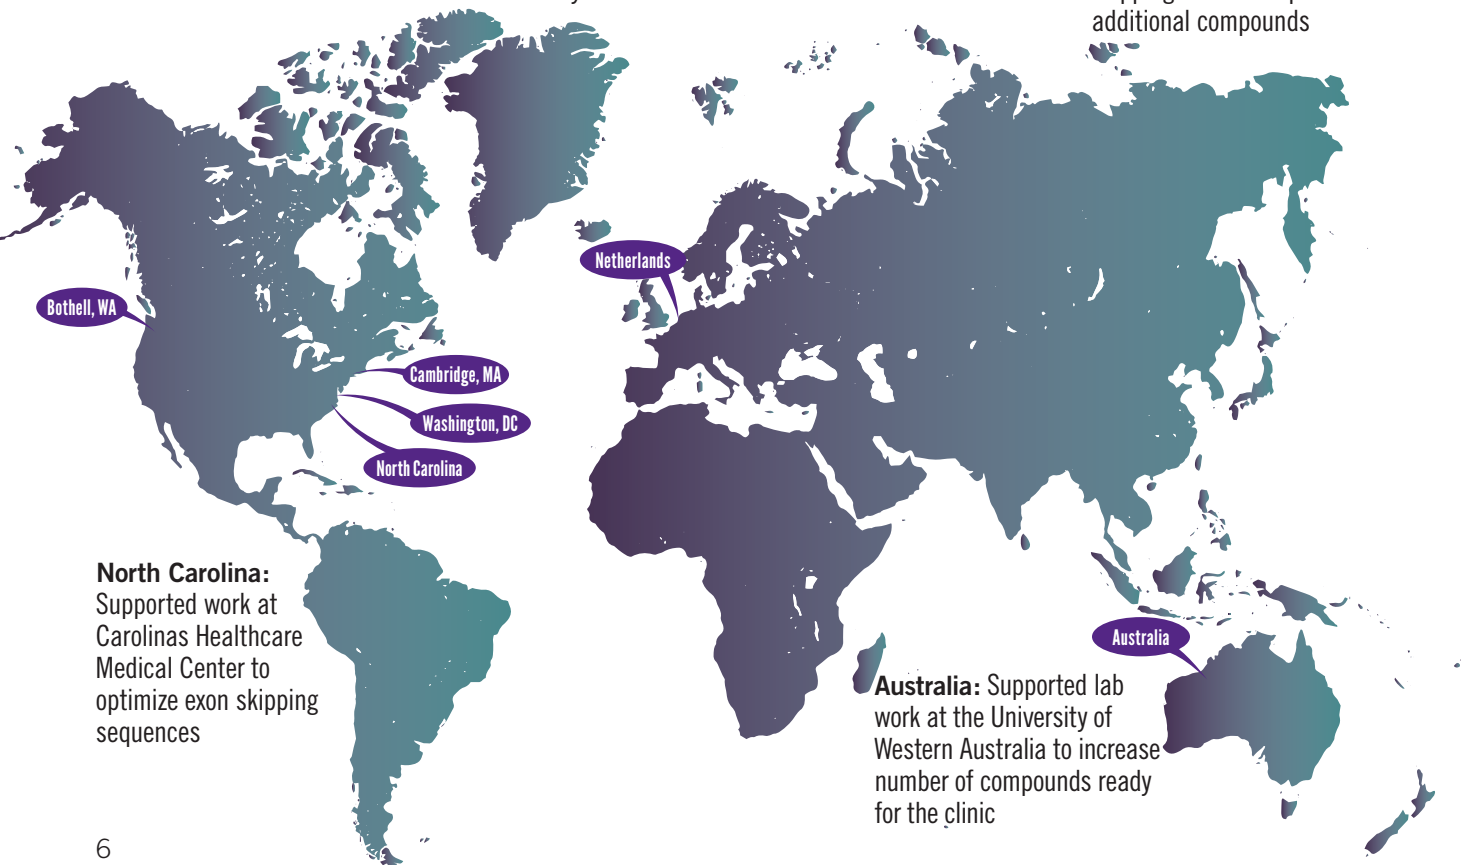 additional compounds
Netherlands
Bothell, WA
Cambridge, MA
Washington, DC
North Carolina
North Carolina:
Supported work at
Carolinas Healthcare
Medical Center to
optimize exon skipping
sequences
Australia
Australia: Supported lab
work at the University of
Western Australia to increase
number of compounds ready
for the clinic
6